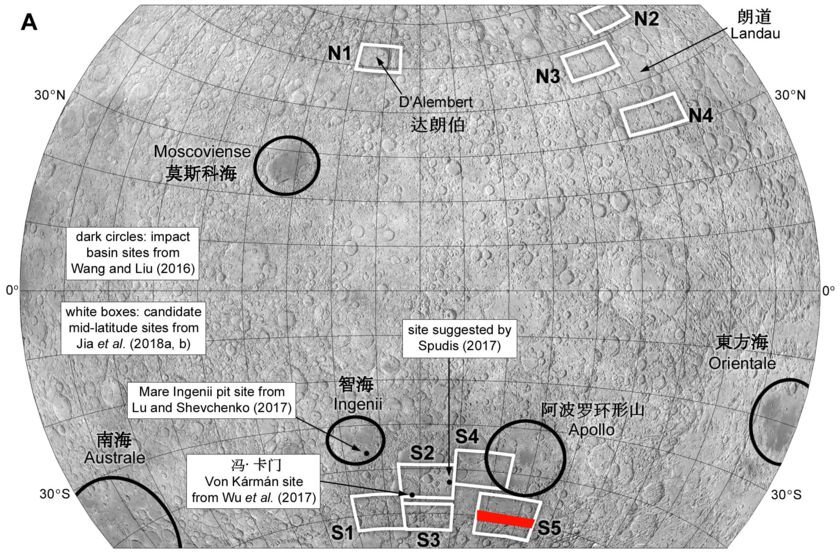 A
N2
朗道
Landau
N1
N3
D'Alembert
达朗伯
30°N
30°N
N4
Moscoviense
莫斯科海
dark circles: impact
basin sites from
Wang and Liu (2016)
0°
0°
white boxes: candidate
mid-latitude sites from
Jia et al. (2018a, b)
site suggested by
Spudis (2017)
東方海
Orientale
Mare Ingenii pit site from
Lu and Shevchenko (2017)
智海
Ingenii
阿波罗环形山
Apollo
南海
Australe
S2
S4
冯·卡门
Von Kármán site
from Wu et al. (2017)
30°S
30°S
S1
S3
S5